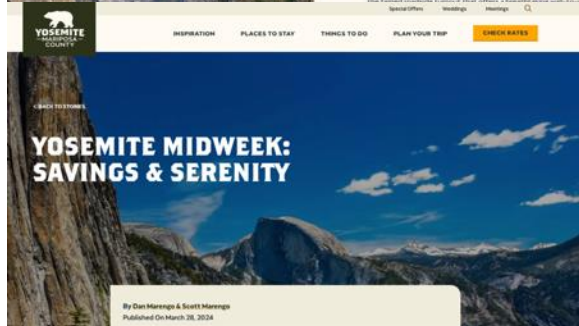 Special Offers Weddings Meetings
YOSEMITE
MARIPOSA
COUNTY
INSPIRATION PLACES TO STAY THINGS TO DO PLAN YOUR TRIP CHECK RATES
< BACK TO STORIES
YOSEMITE MIDWEEK:
SAVINGS & SERENITY
By Dan Marengo & Scott Marengo
Published On March 28, 2024